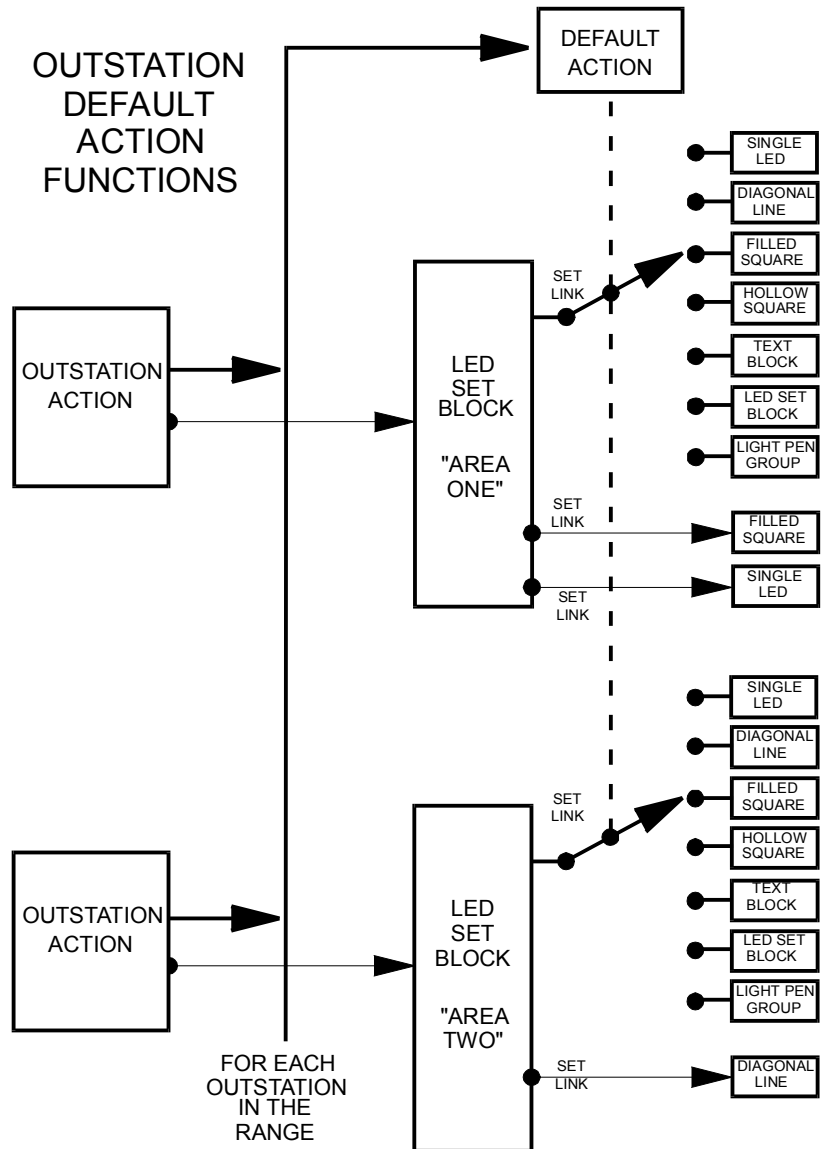 OUTSTATION
DEFAULT
ACTION
FUNCTIONS
DEFAULT
ACTION
SINGLE
LED
DIAGONAL
LINE
FILLED
SQUARE
HOLLOW
SQUARE
TEXT
BLOCK
LED SET
BLOCK
LIGHT PEN
GROUP
SET
LINK
OUTSTATION
ACTION
LED
SET
BLOCK
"AREA
ONE"
SET
LINK
FILLED
SQUARE
SET
LINK
SINGLE
LED
SINGLE
LED
DIAGONAL
LINE
FILLED
SQUARE
HOLLOW
SQUARE
TEXT
BLOCK
LED SET
BLOCK
LIGHT PEN
GROUP
SET
LINK
OUTSTATION
ACTION
LED
SET
BLOCK
"AREA
TWO"
SET
LINK
DIAGONAL
LINE
FOR EACH
OUTSTATION
IN THE
RANGE